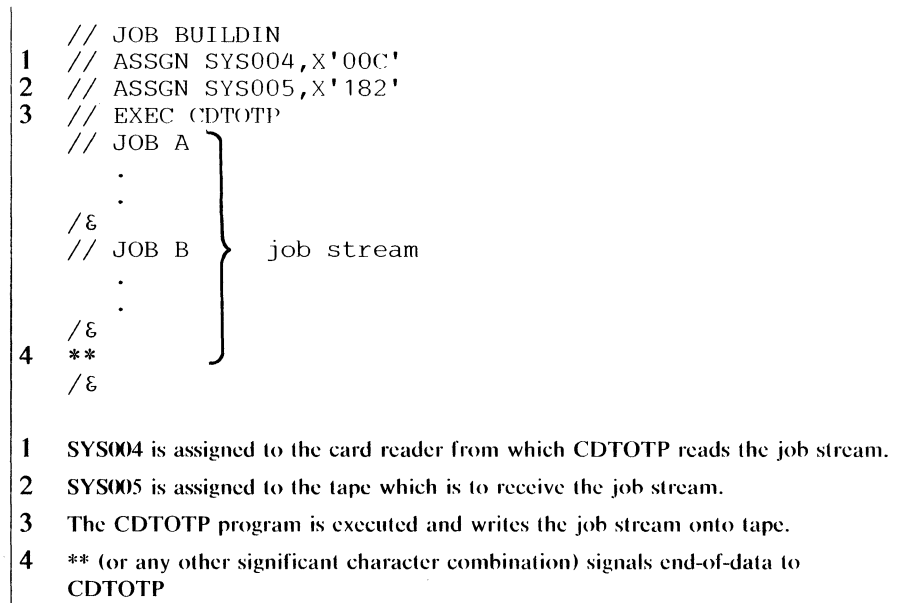 // JOB BUILDIN
1 // ASSGN SYS004,X'00C'
2 // ASSGN SYS005,X'182'
3 // EXEC CDTOTP
// JOB A
.
.
/&
// JOB B job stream
.
.
/&
4 **
/&
1 SYS004 is assigned to the card reader from which CDTOTP reads the job stream.
2 SYS005 is assigned to the tape which is to receive the job stream.
3 The CDTOTP program is executed and writes the job stream onto tape.
4 ** (or any other significant character combination) signals end-of-data to
CDTOTP